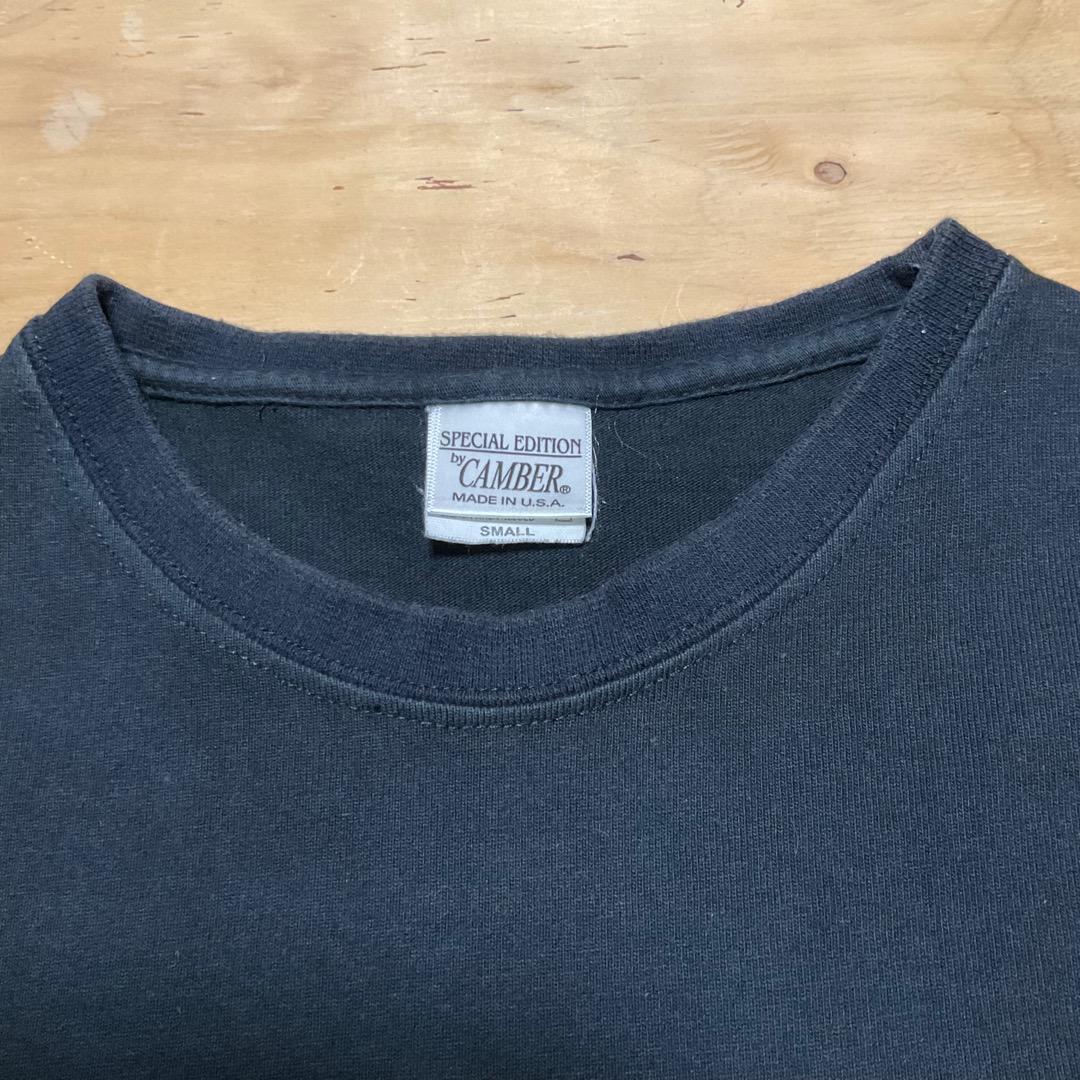 SPECIAL EDITION
by CAMBER®
MADE IN U.S.A.
SMALL